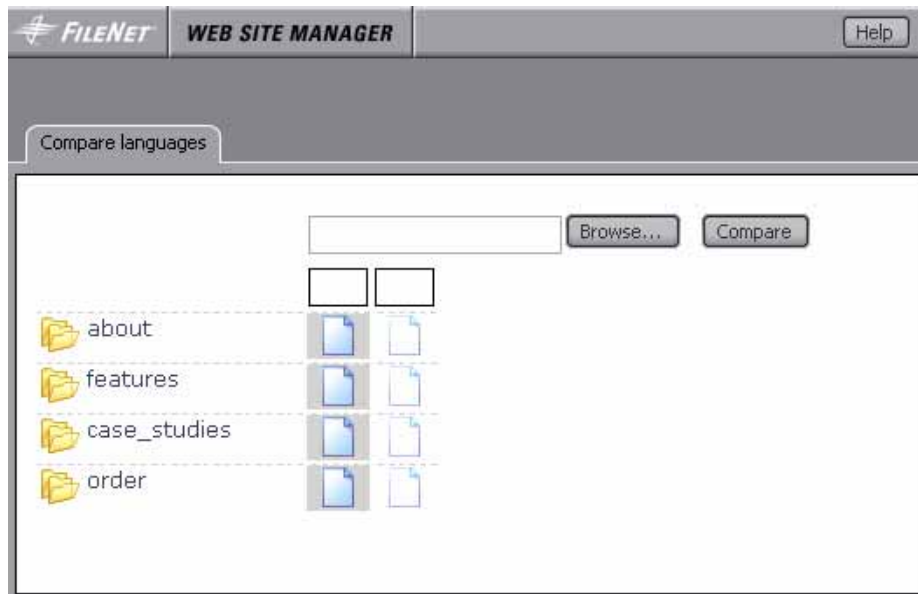 FILENET WEB SITE MANAGER Help
Compare languages
Browse... Compare
about
features
case_studies
order